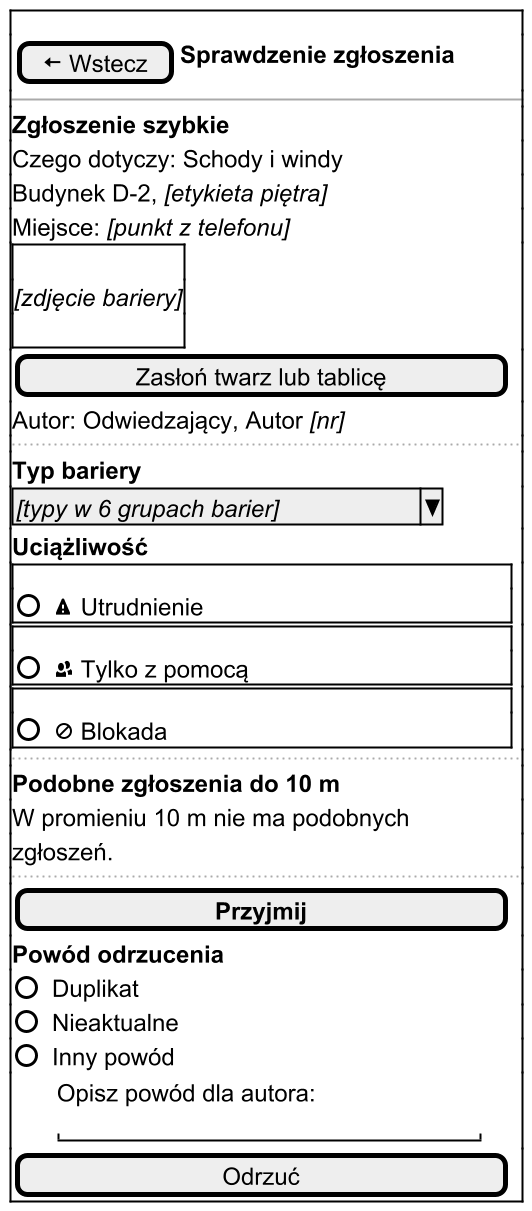 ← Wstecz Sprawdzenie zgłoszenia
Zgłoszenie szybkie
Czego dotyczy: Schody i windy
Budynek D-2, [etykieta piętra]
Miejsce: [punkt z telefonu]
[zdjęcie bariery]
Zasłoń twarz lub tablicę
Autor: Odwiedzający, Autor [nr]
Typ bariery
[typy w 6 grupach barier]
Uciążliwość
Utrudnienie
Tylko z pomocą
Blokada
Podobne zgłoszenia do 10 m
W promieniu 10 m nie ma podobnych
zgłoszeń.
Przyjmij
Powód odrzucenia
Duplikat
Nieaktualne
Inny powód
Opisz powód dla autora:
Odrzuć